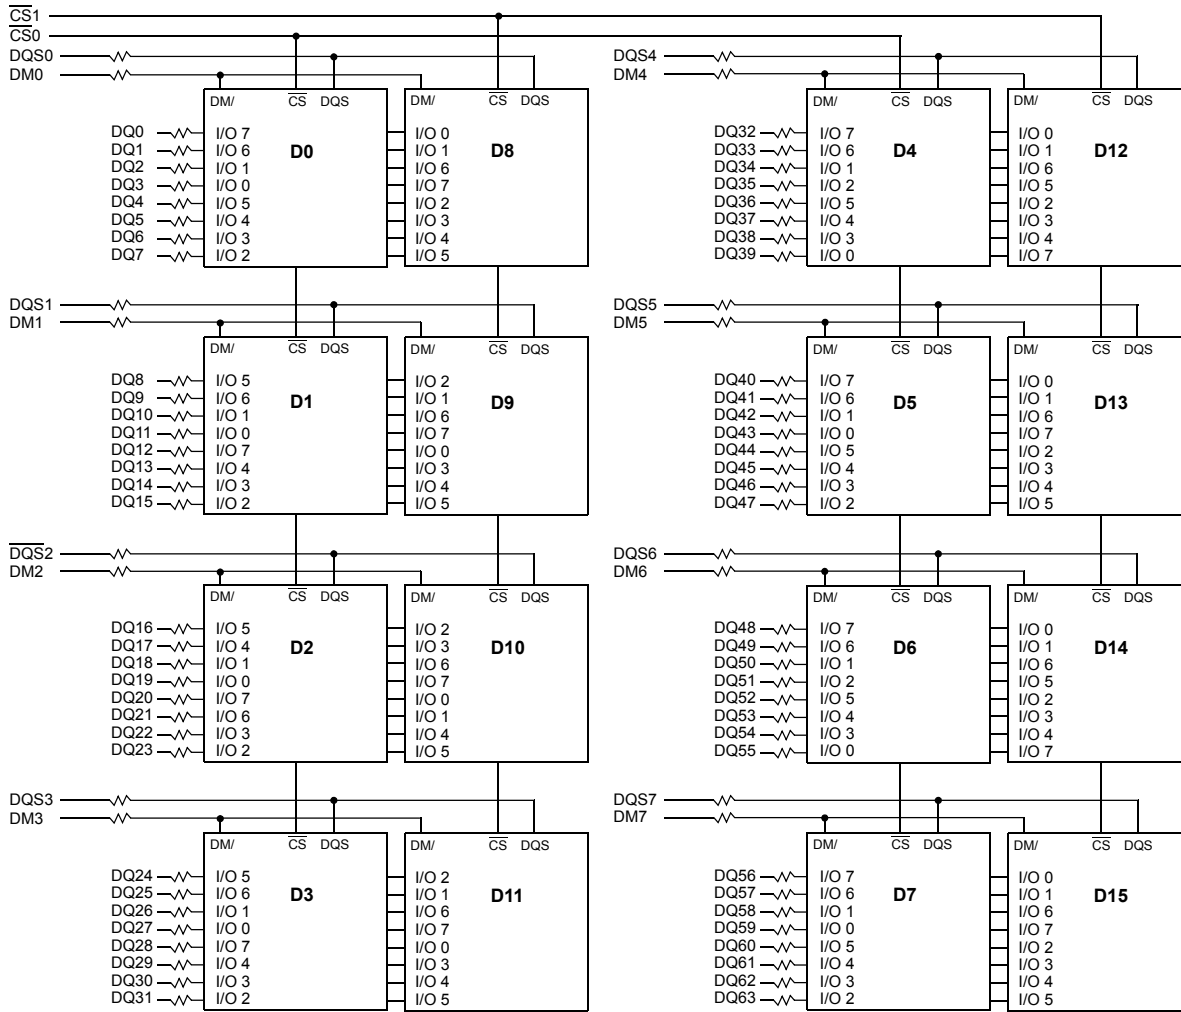 CS1
CS0
DQS0
DM0
DQS4
DM4
DM/ CS DQS
DM/ CS DQS
DM/ CS DQS
DM/ CS DQS
D0
D8
D4
D12
DQ0 I/O 7 I/O 0 DQ32 I/O 7 I/O 0
DQ1 I/O 6 I/O 1 DQ33 I/O 6 I/O 1
DQ2 I/O 1 I/O 6 DQ34 I/O 1 I/O 6
DQ3 I/O 0 I/O 7 DQ35 I/O 2 I/O 5
DQ4 I/O 5 I/O 2 DQ36 I/O 5 I/O 2
DQ5 I/O 4 I/O 3 DQ37 I/O 4 I/O 3
DQ6 I/O 3 I/O 4 DQ38 I/O 3 I/O 4
DQ7 I/O 2 I/O 5 DQ39 I/O 0 I/O 7
DQS1
DM1
DQS5
DM5
DM/ CS DQS
DM/ CS DQS
DM/ CS DQS
DM/ CS DQS
D1
D9
D5
D13
DQ8 I/O 5 I/O 2 DQ40 I/O 7 I/O 0
DQ9 I/O 6 I/O 1 DQ41 I/O 6 I/O 1
DQ10 I/O 1 I/O 6 DQ42 I/O 1 I/O 6
DQ11 I/O 0 I/O 7 DQ43 I/O 0 I/O 7
DQ12 I/O 7 I/O 0 DQ44 I/O 5 I/O 2
DQ13 I/O 4 I/O 3 DQ45 I/O 4 I/O 3
DQ14 I/O 3 I/O 4 DQ46 I/O 3 I/O 4
DQ15 I/O 2 I/O 5 DQ47 I/O 2 I/O 5
DQS2
DM2
DQS6
DM6
DM/ CS DQS
DM/ CS DQS
DM/ CS DQS
DM/ CS DQS
D2
D10
D6
D14
DQ16 I/O 5 I/O 2 DQ48 I/O 7 I/O 0
DQ17 I/O 4 I/O 3 DQ49 I/O 6 I/O 1
DQ18 I/O 1 I/O 6 DQ50 I/O 1 I/O 6
DQ19 I/O 0 I/O 7 DQ51 I/O 2 I/O 5
DQ20 I/O 7 I/O 0 DQ52 I/O 5 I/O 2
DQ21 I/O 6 I/O 1 DQ53 I/O 4 I/O 3
DQ22 I/O 3 I/O 4 DQ54 I/O 3 I/O 4
DQ23 I/O 2 I/O 5 DQ55 I/O 0 I/O 7
DQS3
DM3
DQS7
DM7
DM/ CS DQS
DM/ CS DQS
DM/ CS DQS
DM/ CS DQS
D3
D11
D7
D15
DQ24 I/O 5 I/O 2 DQ56 I/O 7 I/O 0
DQ25 I/O 6 I/O 1 DQ57 I/O 6 I/O 1
DQ26 I/O 1 I/O 6 DQ58 I/O 1 I/O 6
DQ27 I/O 0 I/O 7 DQ59 I/O 0 I/O 7
DQ28 I/O 7 I/O 0 DQ60 I/O 5 I/O 2
DQ29 I/O 4 I/O 3 DQ61 I/O 4 I/O 3
DQ30 I/O 3 I/O 4 DQ62 I/O 3 I/O 4
DQ31 I/O 2 I/O 5 DQ63 I/O 2 I/O 5